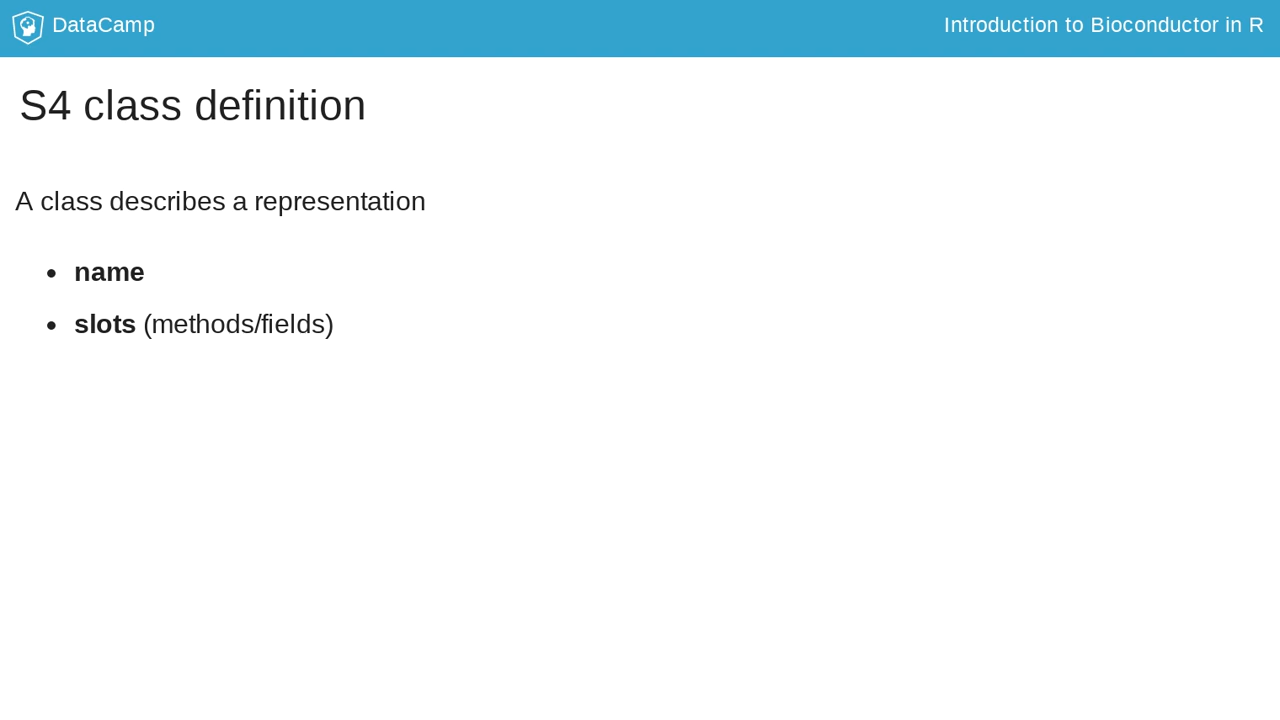 DataCamp
Introduction to Bioconductor in R
S4 class definition
A class describes a representation
• name
• slots (methods/fields)